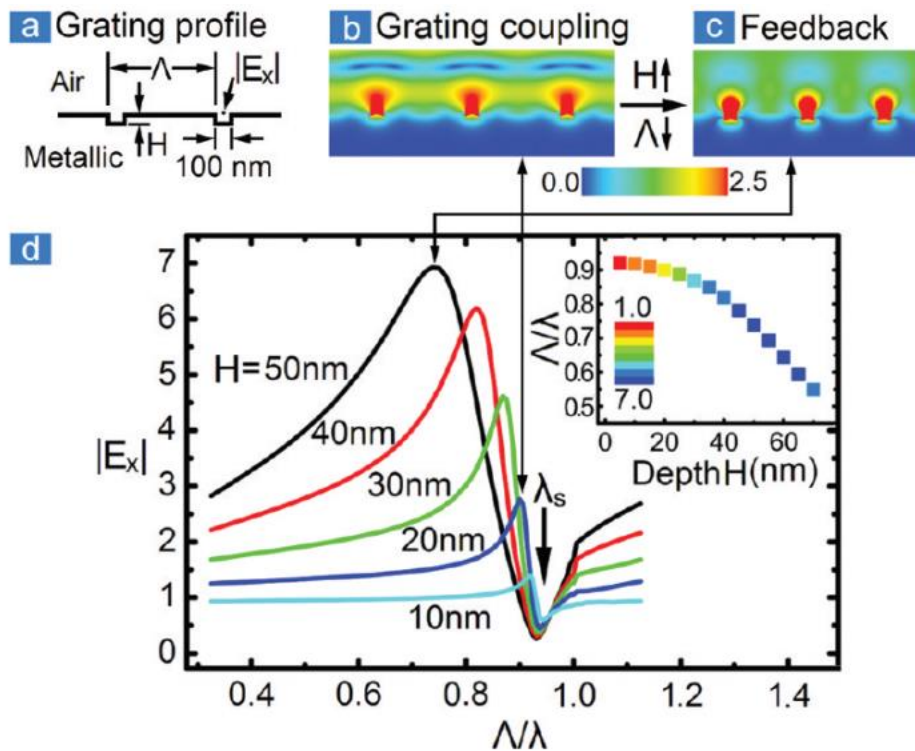 a Grating profile
Air
Λ
|Eₓ|
H
Metallic
100 nm
b Grating coupling
H↑
Λ↓
c Feedback
0.0
2.5
d
|Eₓ|
7
6
5
4
3
2
1
0
H=50nm
40nm
30nm
20nm
10nm
λₛ
0.4 0.6 0.8 1.0 1.2 1.4
Λ/λ
Λ/λ
0.9
0.8
0.7
0.6
0.5
1.0
7.0
0 20 40 60
Depth H (nm)